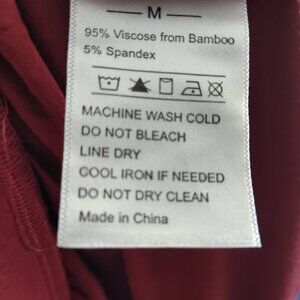 M
95% Viscose from Bamboo
5% Spandex
MACHINE WASH COLD
DO NOT BLEACH
LINE DRY
COOL IRON IF NEEDED
DO NOT DRY CLEAN
Made in China